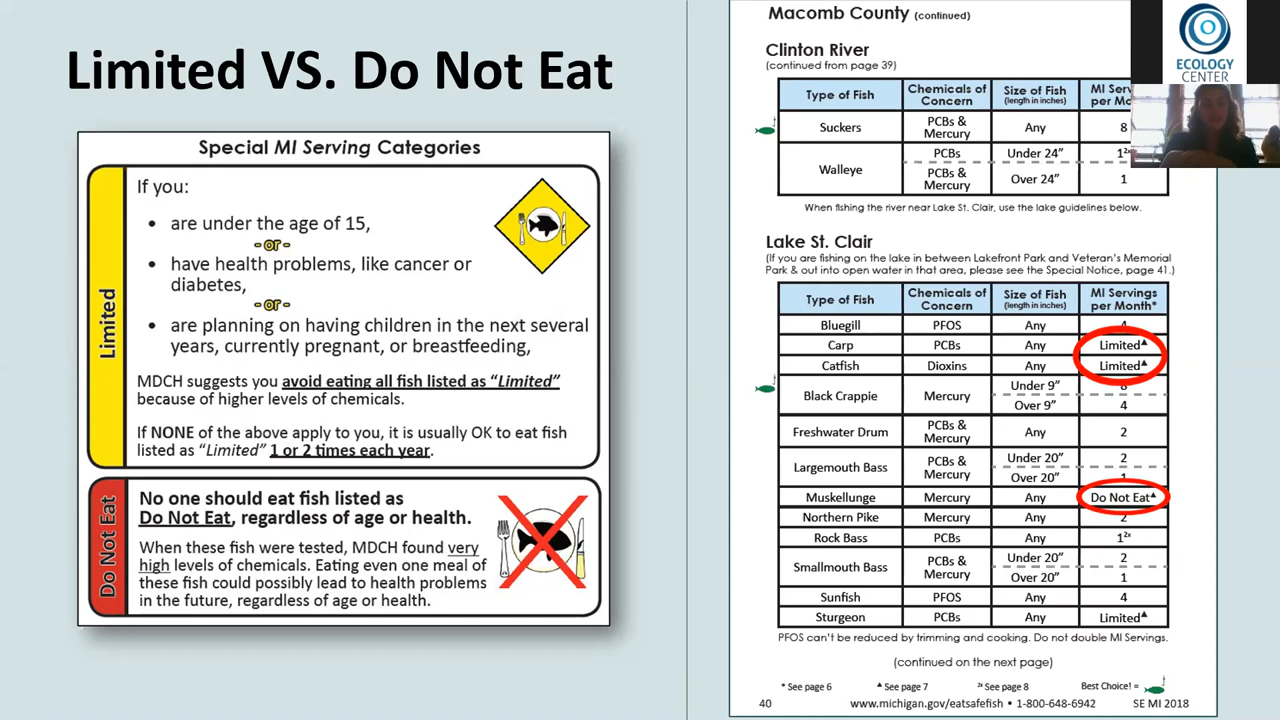 Limited VS. Do Not Eat
Special MI Serving Categories
Limited
If you:
• are under the age of 15,
- or -
• have health problems, like cancer or
diabetes,
- or -
• are planning on having children in the next several
years, currently pregnant, or breastfeeding,
MDCH suggests you avoid eating all fish listed as “Limited”
because of higher levels of chemicals.
If NONE of the above apply to you, it is usually OK to eat fish
listed as “Limited” 1 or 2 times each year.
Do Not Eat
No one should eat fish listed as
Do Not Eat, regardless of age or health.
When these fish were tested, MDCH found very
high levels of chemicals. Eating even one meal of
these fish could possibly lead to health problems
in the future, regardless of age or health.
Macomb County (continued)
Clinton River
(continued from page 39)
Type of Fish Chemicals of Concern Size of Fish (length in inches) MI per
Suckers PCBs & Mercury Any 8
Walleye PCBs Under 24” 1 2x
PCBs & Mercury Over 24” 1
When fishing the river near Lake St. Clair, use the lake guidelines below.
Lake St. Clair
(If you are fishing on the lake in between Lakefront Park and Veteran’s Memorial
Park & out into open water in that area, please see the Special Notice, page 41.)
Type of Fish Chemicals of Concern Size of Fish (length in inches) MI Servings per Month*
Bluegill PFOS Any 4
Carp PCBs Any Limited▲
Catfish Dioxins Any Limited▲
Black Crappie Mercury Under 9” 8
Over 9” 4
Freshwater Drum PCBs & Mercury Any 2
Largemouth Bass PCBs & Mercury Under 20” 2
Over 20” 1
Muskellunge Mercury Any Do Not Eat▲
Northern Pike Mercury Any 2
Rock Bass PCBs Any 1 2x
Smallmouth Bass PCBs & Mercury Under 20” 2
Over 20” 1
Sunfish PFOS Any 4
Sturgeon PCBs Any Limited▲
PFOS can’t be reduced by trimming and cooking. Do not double MI Servings.
(continued on the next page)
* See page 6 ▲ See page 7 2x See page 8 Best Choice! =
40 www.michigan.gov/eatsafefish • 1-800-648-6942 SE MI 2018
ECOLOGY
CENTER